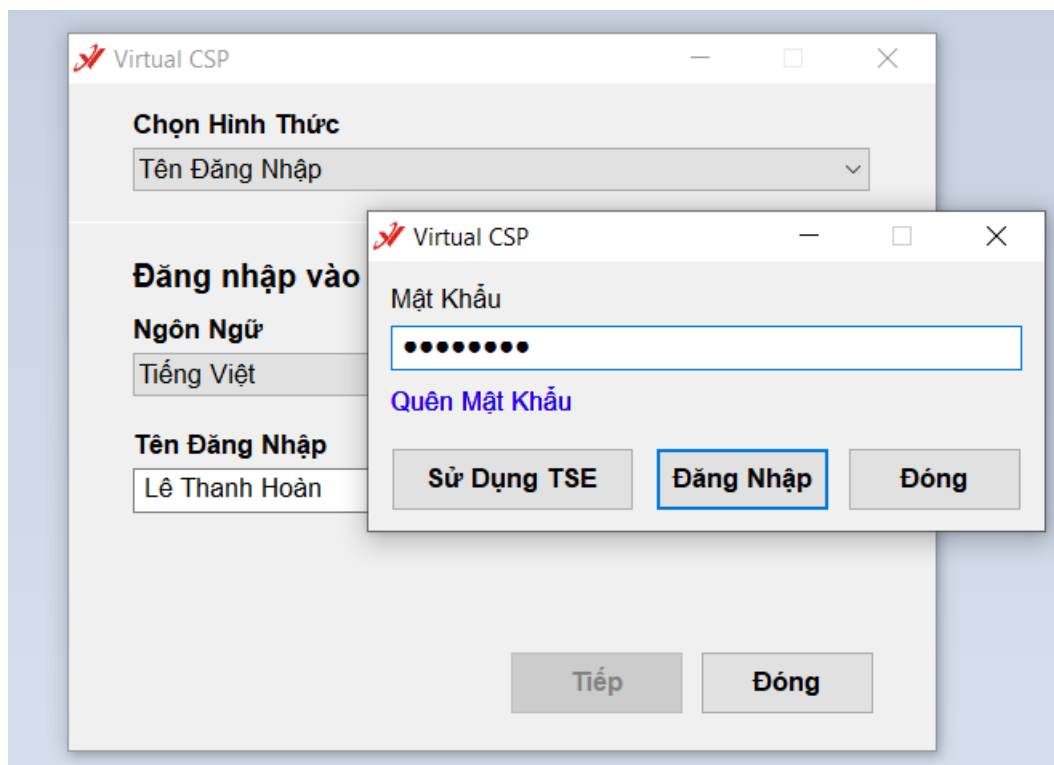 Virtual CSP
Chọn Hình Thức
Tên Đăng Nhập
Đăng nhập vào
Ngôn Ngữ
Tiếng Việt
Tên Đăng Nhập
Lê Thanh Hoàn
Tiếp
Đóng
Virtual CSP
Mật Khẩu
Quên Mật Khẩu
Sử Dụng TSE
Đăng Nhập
Đóng